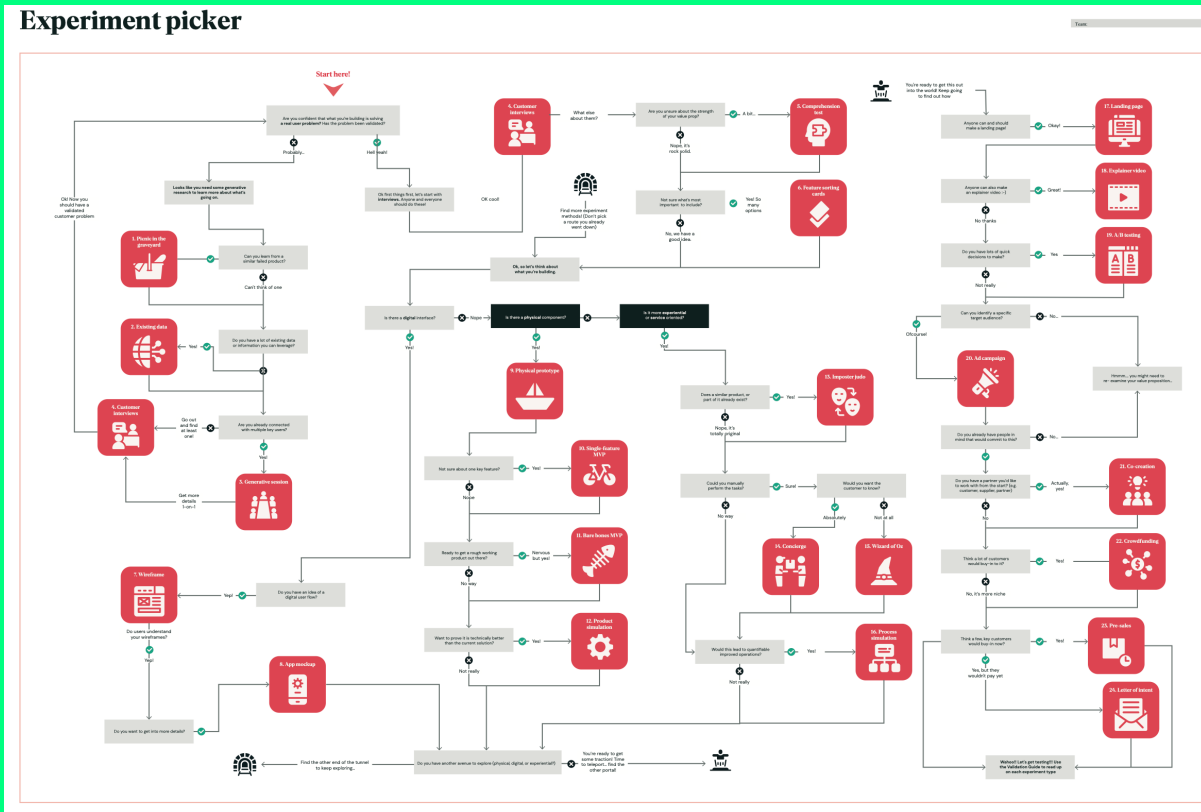 Experiment picker
Team:
Start here!
Are you confident that what you're building is solving
a real user problem? Has the problem been validated?
Probably...
Hell Yeah!
Looks like you need some generative
research to learn more about what's
going on.
Ok first things first, let's start with
interviews. Anyone and everyone
should do these!
OK cool!
Ok! Now you
should have a
validated
customer problem
1. Picnic in the
graveyard
Can you learn from a
similar failed product?
Can't think of one
2. Existing data
Yes!
Do you have a lot of existing data
or information you can leverage?
4. Customer
interviews
Go out
and find
at least
one!
Are you already connected
with multiple key users?
Yes!
Get more
details
1-on-1
3. Generative session
4. Customer
interviews
What else
about them?
Are you unsure about the strength
of your value prop?
A bit...
5. Comprehension
test
Nope, it's
rock solid.
Not sure what's most
important to include?
Yes! So
many
options
6. Feature sorting
cards
No, we have a
good idea.
Find more experiment
methods! (Don't pick
a route you already
went down)
Ok, so let's think about
what you're building.
Is there a digital interface?
Nope
Is there a physical component?
Is it more experiential
or service oriented?
Yes!
Yes!
Yes!
7. Wireframe
Yep!
Do you have an idea of a
digital user flow?
Do users understand
your wireframes?
Yes!
Do you want to get into more details?
8. App mockup
9. Physical prototype
Not sure about one key feature?
Yes!
10. Single-feature
MVP
Nope
Ready to get a rough working
product out there?
Nervous
but yes!
11. Bare bones MVP
No way
Want to prove it is technically better
than the current solution?
Yes!
12. Product
simulation
Not really
Does a similar product, or
part of it already exist?
Yes!
13. Imposter judo
Nope, it's
totally original
Could you manually
perform the tasks?
Sure!
Would you want the
customer to know?
No way
Absolutely
Not at all
14. Concierge
15. Wizard of Oz
Would this lead to quantifiable
improved operations?
Yes!
16. Process
simulation
Not really
Find the other end of the tunnel
to keep exploring...
Do you have another avenue to explore (physical, digital, or experiential?)
You're ready to get
some traction! Time
to teleport... find the
other portal!
You're ready to get this out
into the world! Keep going
to find out how
Anyone can and should
make a landing page!
Okay!
17. Landing page
Anyone can also make
an explainer video :-)
Great!
18. Explainer video
No thanks
Do you have lots of quick
decisions to make?
Yes
19. A/B testing
Not really
Can you identify a specific
target audience?
No...
Ofcourse!
20. Ad campaign
Hmmm... you might need to
re-examine your value proposition...
Do you already have people in
mind that would commit to this?
No...
Do you have a partner you'd like
to work with from the start? (e.g.
customer, supplier, partner)
Actually,
yes!
21. Co-creation
No
Think a lot of customers
would buy-in to it?
Yes!
22. Crowdfunding
No, it's more niche
Think a few, key customers
would buy in now?
Yes!
23. Pre-sales
Yes, but they
wouldn't pay yet
24. Letter of intent
Wahoo!! Let's get testing!!! Use
the Validation Guide to read up
on each experiment type